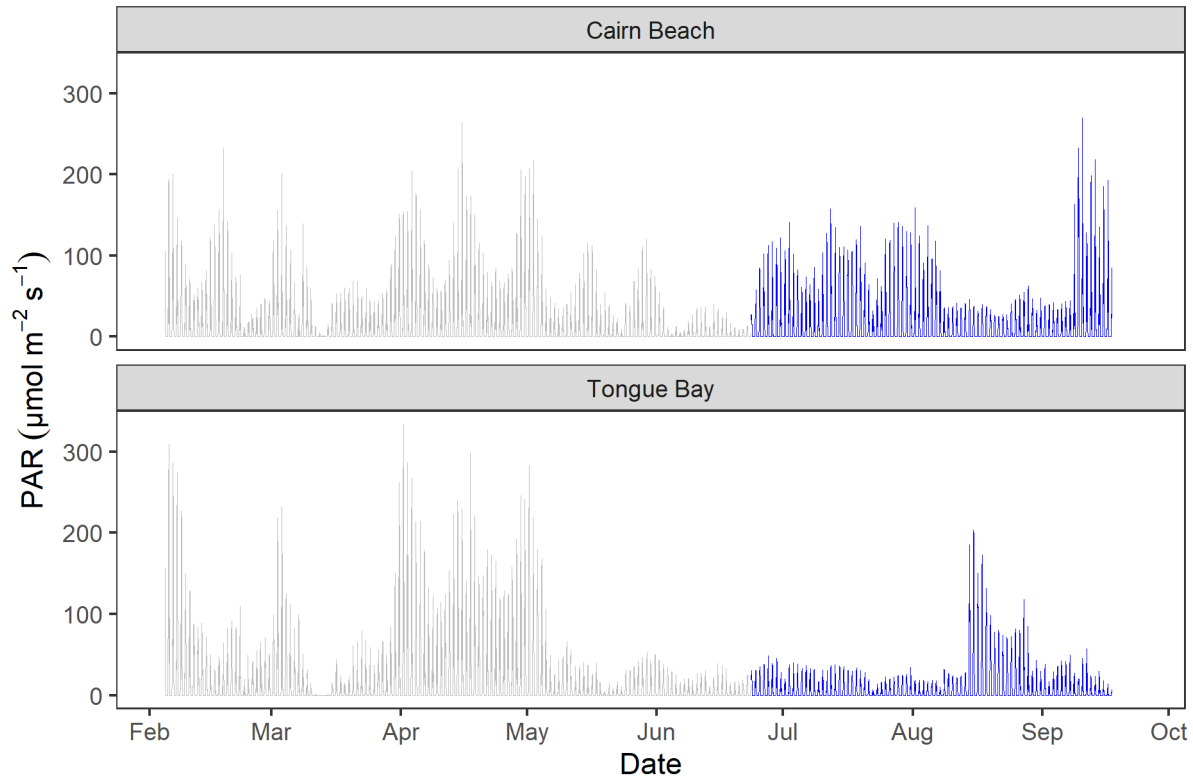 Cairn Beach
300
200
100
0
Tongue Bay
300
200
100
0
PAR (μmol m⁻² s⁻¹)
Feb Mar Apr May Jun Jul Aug Sep Oct
Date